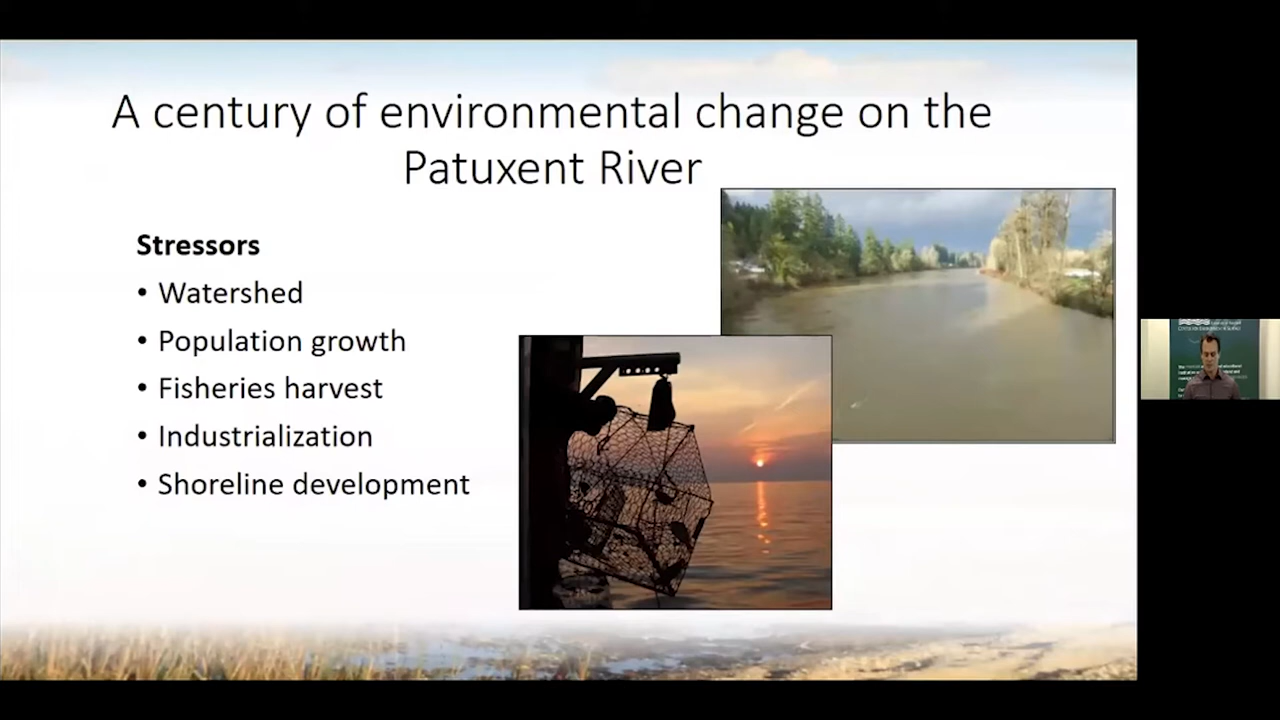 A century of environmental change on the
Patuxent River
Stressors
• Watershed
• Population growth
• Fisheries harvest
• Industrialization
• Shoreline development